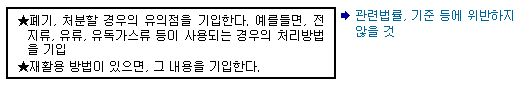 ★폐기, 처분할 경우의 유의점을 기입한다. 예를들면, 전
지류, 유류, 유독가스류 등이 사용되는 경우의 처리방법
을 기입
★재활용 방법이 있으면, 그 내용을 기입한다.
➧ 관련법률, 기준 등에 위반하지
않을 것